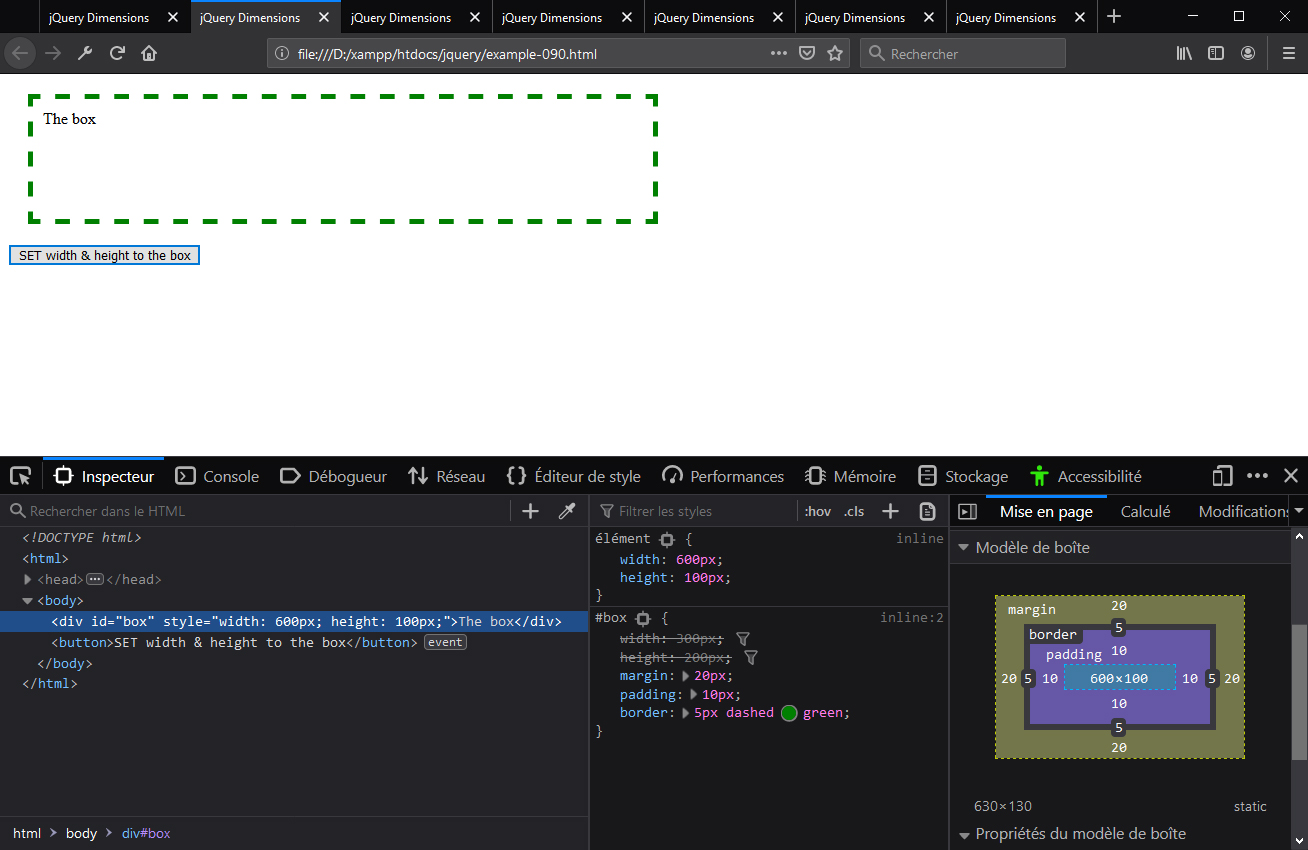 jQuery Dimensions jQuery Dimensions jQuery Dimensions jQuery Dimensions jQuery Dimensions jQuery Dimensions jQuery Dimensions
file:///D:/xampp/htdocs/jquery/example-090.html Rechercher
The box
SET width & height to the box
Inspecteur Console Débogueur Réseau Éditeur de style Performances Mémoire Stockage Accessibilité
Rechercher dans le HTML
<!DOCTYPE html>
<html>
<head> </head>
<body>
<div id="box" style="width: 600px; height: 100px;">The box</div>
<button>SET width & height to the box</button> event
</body>
</html>
html > body > div#box
Filtrer les styles :hov .cls
élément { inline
width: 600px;
height: 100px;
}
#box { inline:2
width: 300px;
height: 200px;
margin: 20px;
padding: 10px;
border: 5px dashed green;
}
Mise en page Calculé Modifications
Modèle de boîte
margin 20
border 5
padding 10
20 5 10 600×100 10 5 20
10
5
20
630×130 static
Propriétés du modèle de boîte